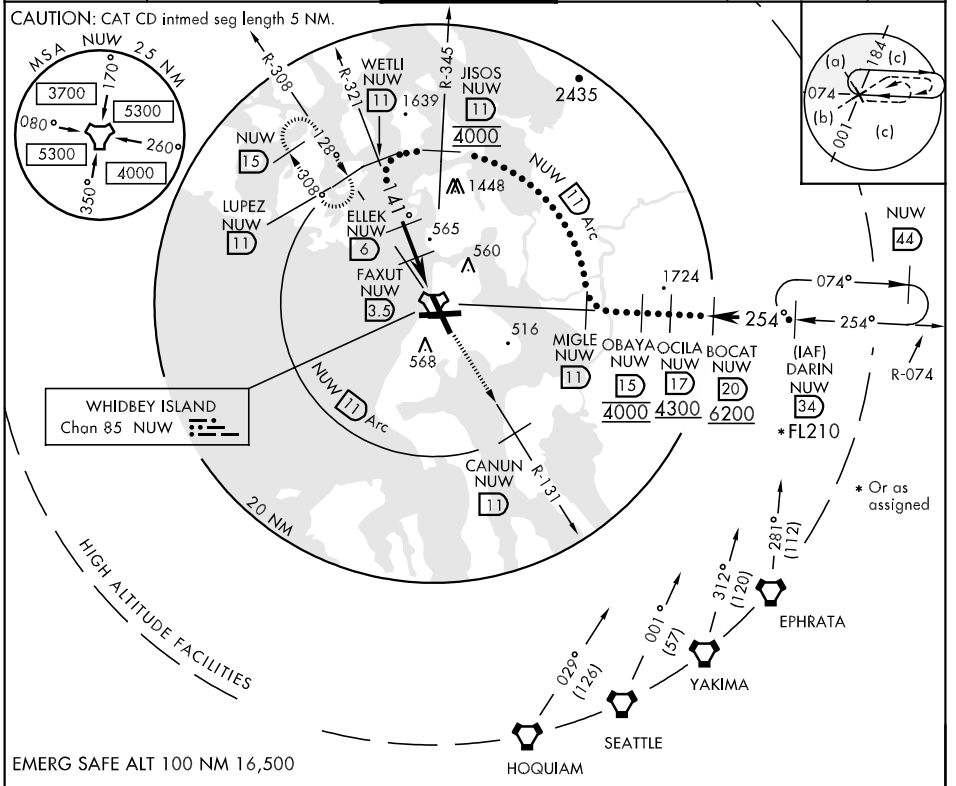 CAUTION: CAT CD intmed seg length 5 NM.
MSA NUW 25 NM
170°
3700
5300
080°
260°
5300
4000
350°
R-308
R-321
R-345
WETLI
NUW
11
1639
JISOS
NUW
11
4000
2435
184
(a)
(c)
074
(b)
001
(c)
NUW
15
128°
308°
LUPEZ
NUW
11
141°
ELLEK
NUW
6
1448
NUW 11 Arc
565
560
FAXUT
NUW
3.5
1724
NUW
44
074°
254°
254°
R-074
516
568
MIGLE
NUW
11
OBAYA
NUW
15
4000
OCILA
NUW
17
4300
BOCAT
NUW
20
6200
(IAF)
DARIN
NUW
34
*FL210
WHIDBEY ISLAND
Chan 85 NUW
NUW 11 Arc
CANUN
NUW
11
R-131
* Or as
assigned
20 NM
HIGH ALTITUDE FACILITIES
029°
(126)
001°
(57)
312°
(120)
281°
(112)
EPHRATA
YAKIMA
SEATTLE
HOQUIAM
EMERG SAFE ALT 100 NM 16,500